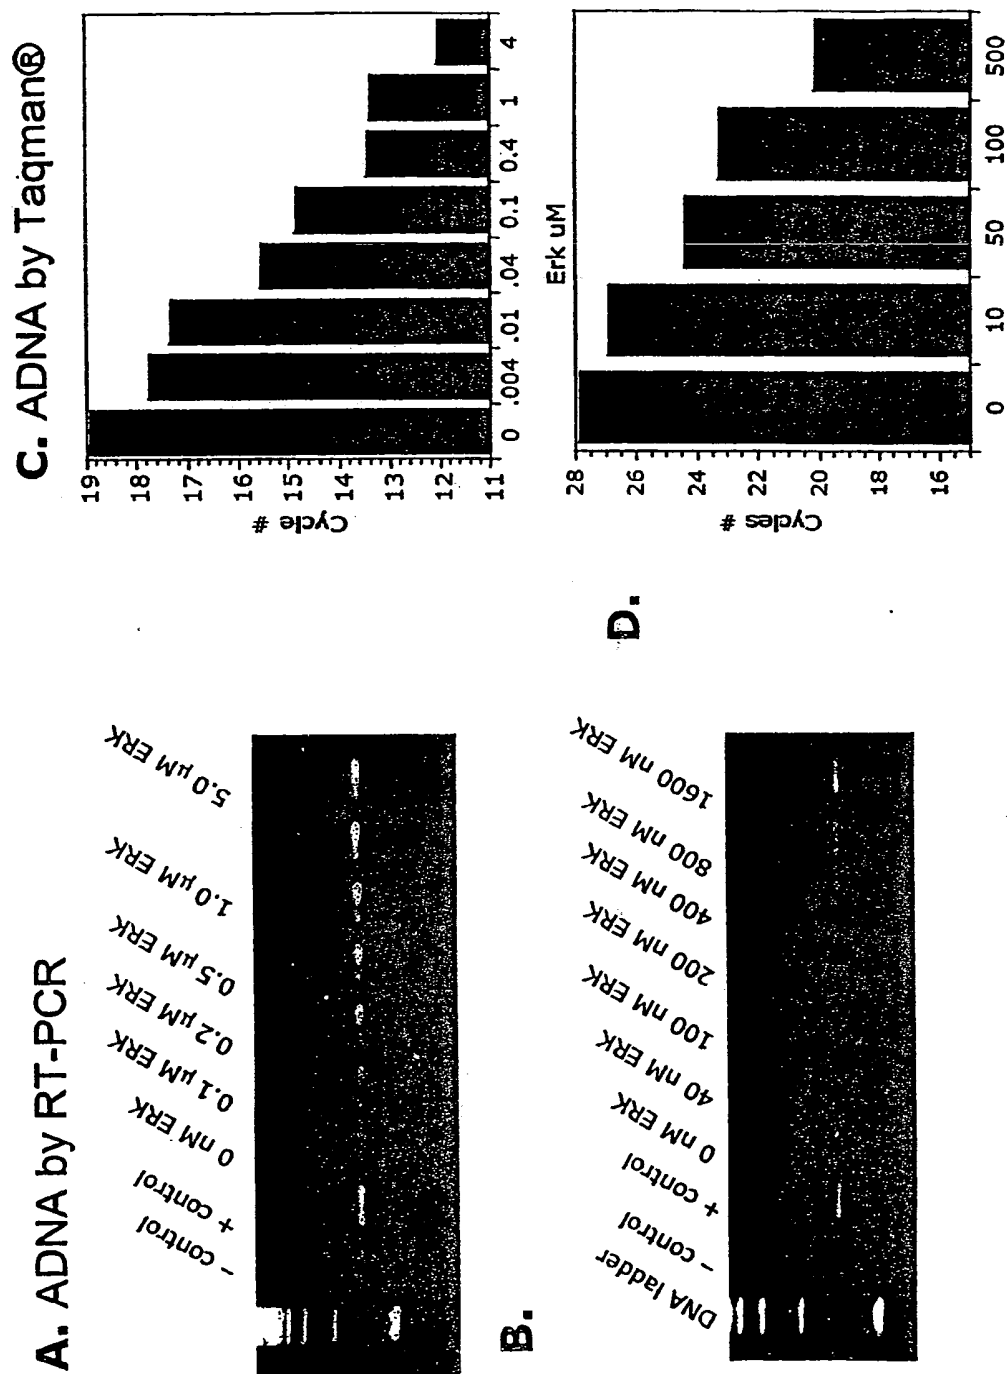 A. ADNA by RT-PCR
– control
+ control
0 nM ERK
0.1 µM ERK
0.2 µM ERK
0.5 µM ERK
1.0 µM ERK
5.0 µM ERK
B.
DNA ladder
– control
+ control
0 nM ERK
40 nM ERK
100 nM ERK
200 nM ERK
400 nM ERK
800 nM ERK
1600 nM ERK
C. ADNA by Taqman®
Cycle #
19
17
16
15
14
13
12
11
0 .004 .01 .04 0.1 0.4 1 4
Erk uM
D.
Cycles #
28
26
24
22
20
18
16
0 10 50 100 500